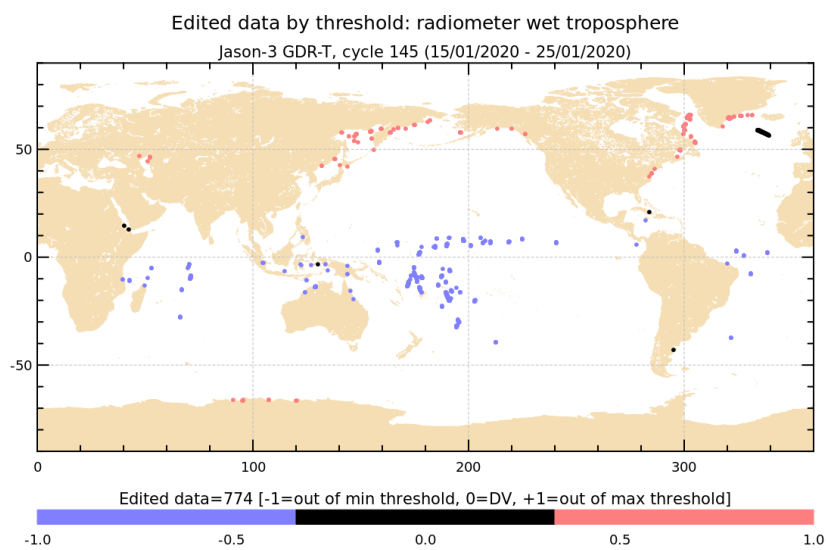 Edited data by threshold: radiometer wet troposphere
Jason-3 GDR-T, cycle 145 (15/01/2020 - 25/01/2020)
50
0
-50
0 100 200 300
Edited data=774 [-1=out of min threshold, 0=DV, +1=out of max threshold]
-1.0 -0.5 0.0 0.5 1.0